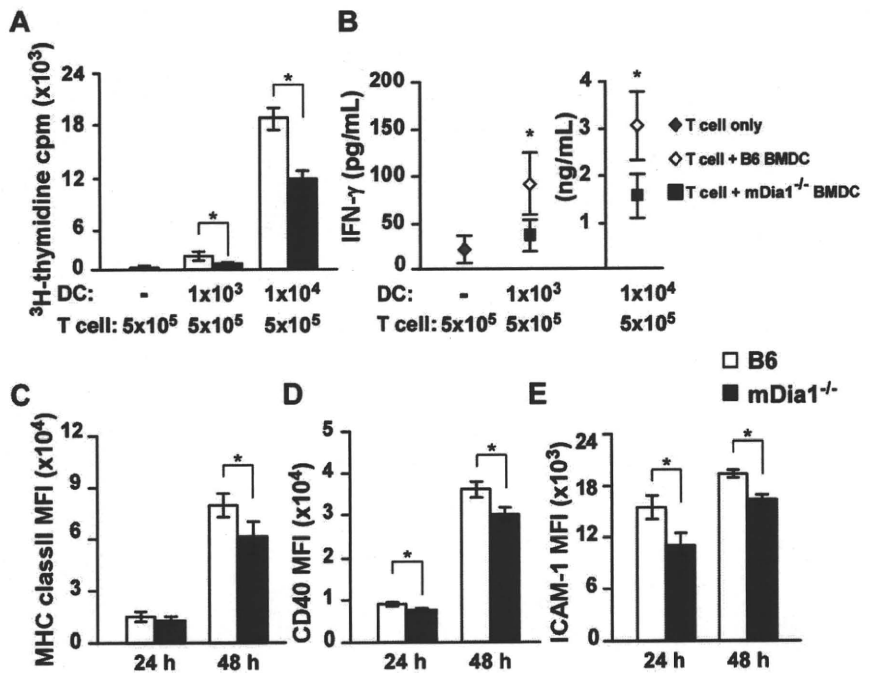 A
³H-thymidine cpm (x10³)
24
18
12
6
0
*
*
DC: - 1x10³ 1x10⁴
T cell: 5x10⁵ 5x10⁵ 5x10⁵
B
IFN-γ (pg/mL)
200
150
100
50
0
*
(ng/mL)
4
3
2
1
*
- 1x10³ 1x10⁴
5x10⁵ 5x10⁵ 5x10⁵
T cell only
T cell + B6 BMDC
T cell + mDia1⁻/⁻ BMDC
B6
mDia1⁻/⁻
C
MHC classII MFI (x10⁴)
12
9
6
3
0
*
24 h 48 h
D
CD40 MFI (x10⁴)
5
4
3
2
1
0
*
*
24 h 48 h
E
ICAM-1 MFI (x10³)
24
18
12
6
0
*
*
24 h 48 h